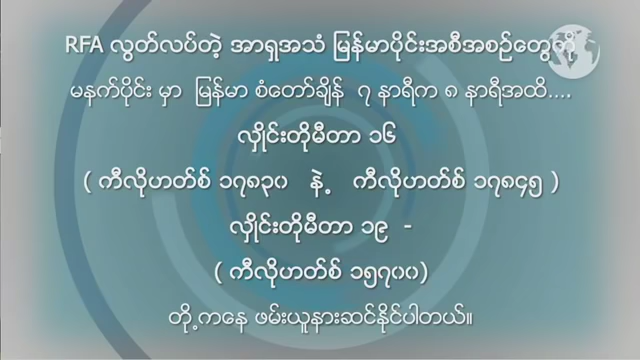 RFA လွတ်လပ်တဲ့ အာရှအသံ မြန်မာပိုင်းအစီအစဉ်တွေကို
မနက်ပိုင်း မှာ မြန်မာ စံတော်ချိန် ၇ နာရီက ၈ နာရီအထိ....
လှိုင်းတိုမီတာ ၁၆
( ကီလိုဟတ်စ် ၁၇၈၃၀ နဲ့ ကီလိုဟတ်စ် ၁၇၈၄၅ )
လှိုင်းတိုမီတာ ၁၉ -
( ကီလိုဟတ်စ် ၁၅၇၀၀)
တို့ကနေ ဖမ်းယူနားဆင်နိုင်ပါတယ်။